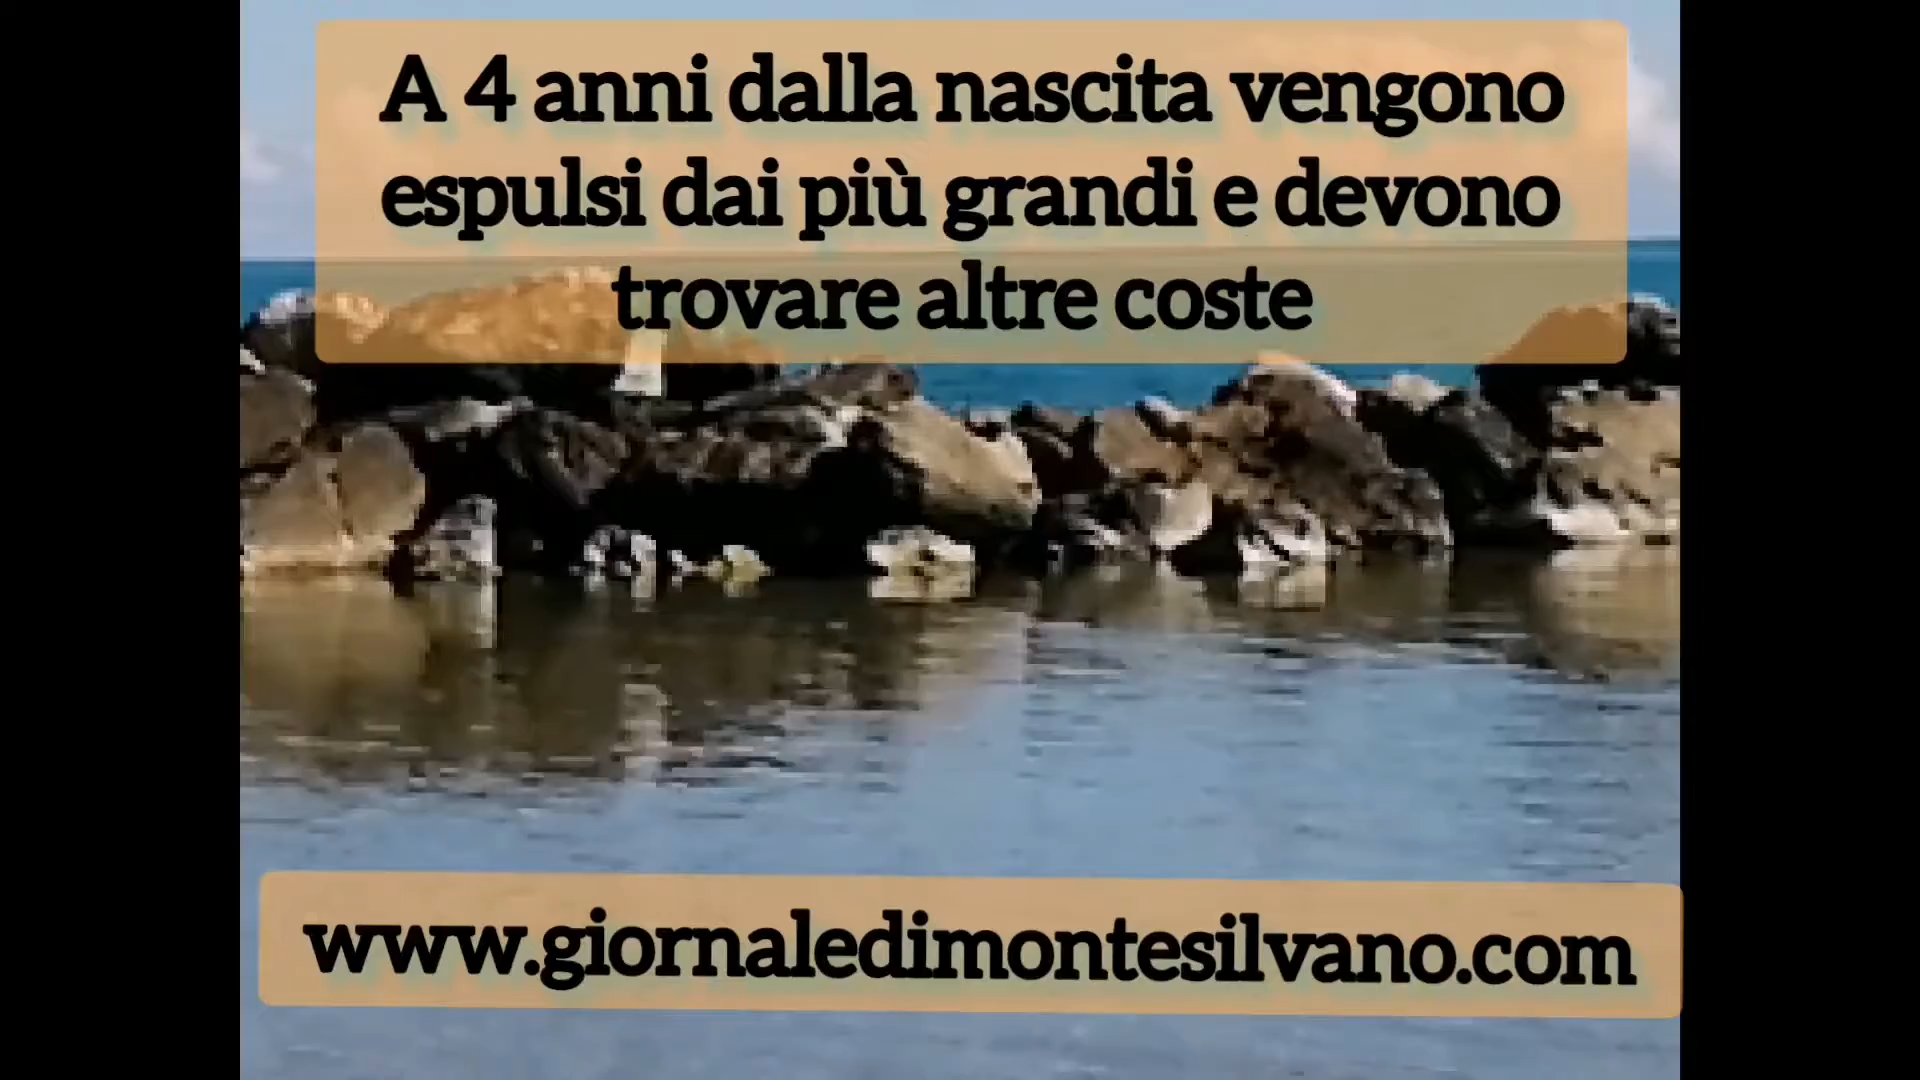 A 4 anni dalla nascita vengono
espulsi dai più grandi e devono
trovare altre coste
www.giornaledimontesilvano.com